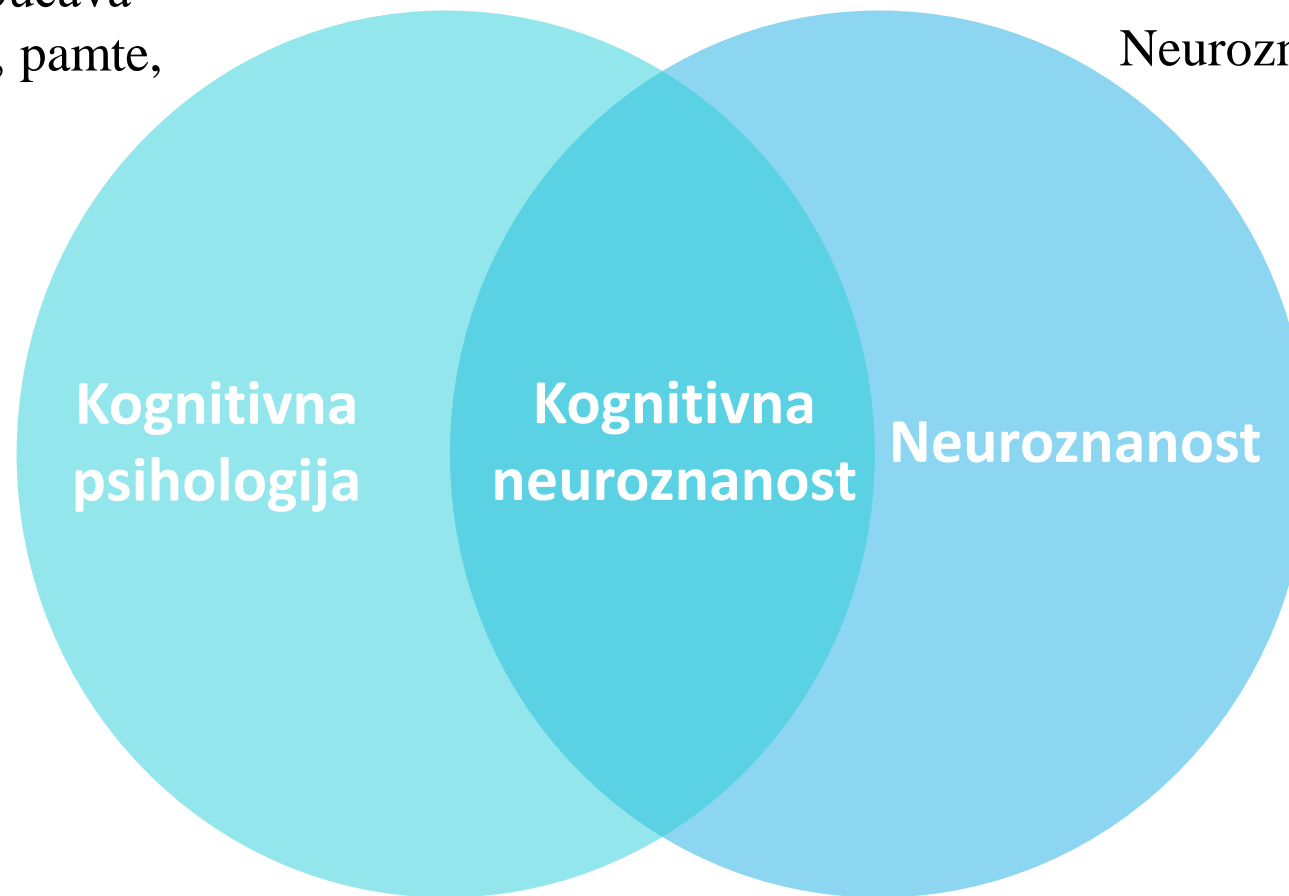 , pamte,
Kognitivna
psihologija
Kognitivna
neuroznanost
Neuroznanost